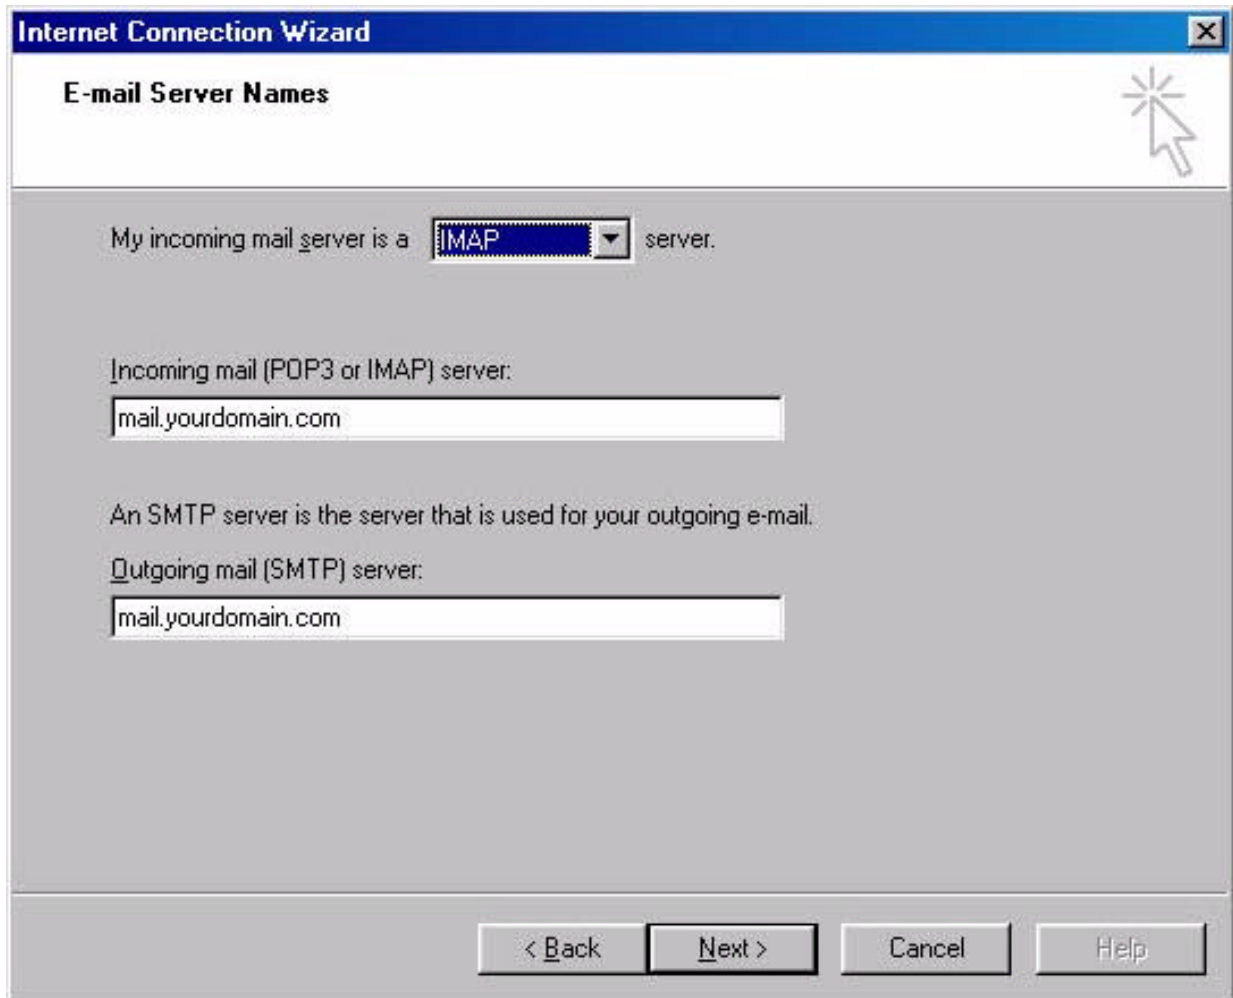 Internet Connection Wizard
E-mail Server Names
My incoming mail server is a IMAP server.
Incoming mail (POP3 or IMAP) server:
mail.yourdomain.com
An SMTP server is the server that is used for your outgoing e-mail.
Outgoing mail (SMTP) server:
mail.yourdomain.com
< Back Next > Cancel Help